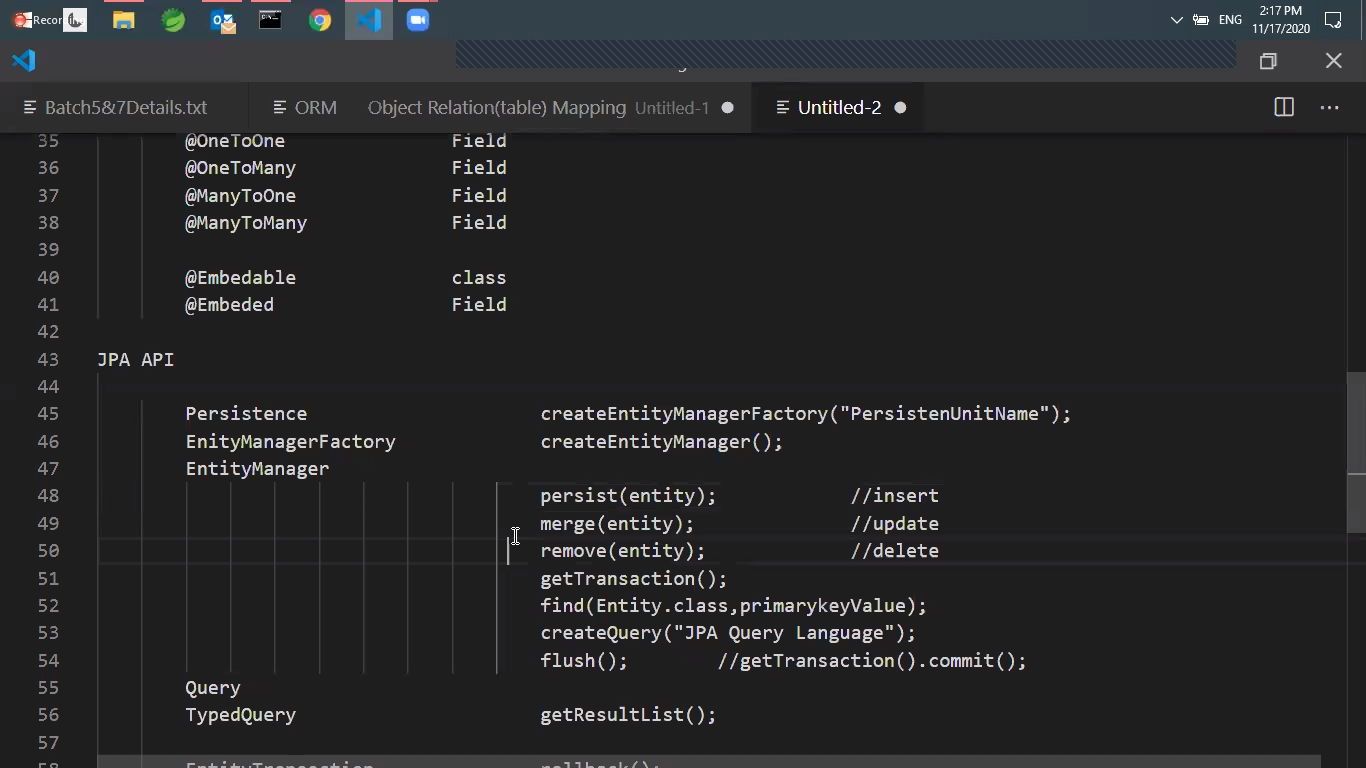 Recor
ENG
2:17 PM
11/17/2020
Batch5&7Details.txt
ORM
Object Relation(table) Mapping Untitled-1
Untitled-2
35 @OneToOne Field
36 @OneToMany Field
37 @ManyToOne Field
38 @ManyToMany Field
39
40 @Embedable class
41 @Embeded Field
42
43 JPA API
44
45 Persistence createEntityManagerFactory("PersistenUnitName");
46 EnityManagerFactory createEntityManager();
47 EntityManager
48 persist(entity); //insert
49 merge(entity); //update
50 remove(entity); //delete
51 getTransaction();
52 find(Entity.class,primarykeyValue);
53 createQuery("JPA Query Language");
54 flush(); //getTransaction().commit();
55 Query
56 TypedQuery getResultList();
57
58 EntityTransaction rollback();